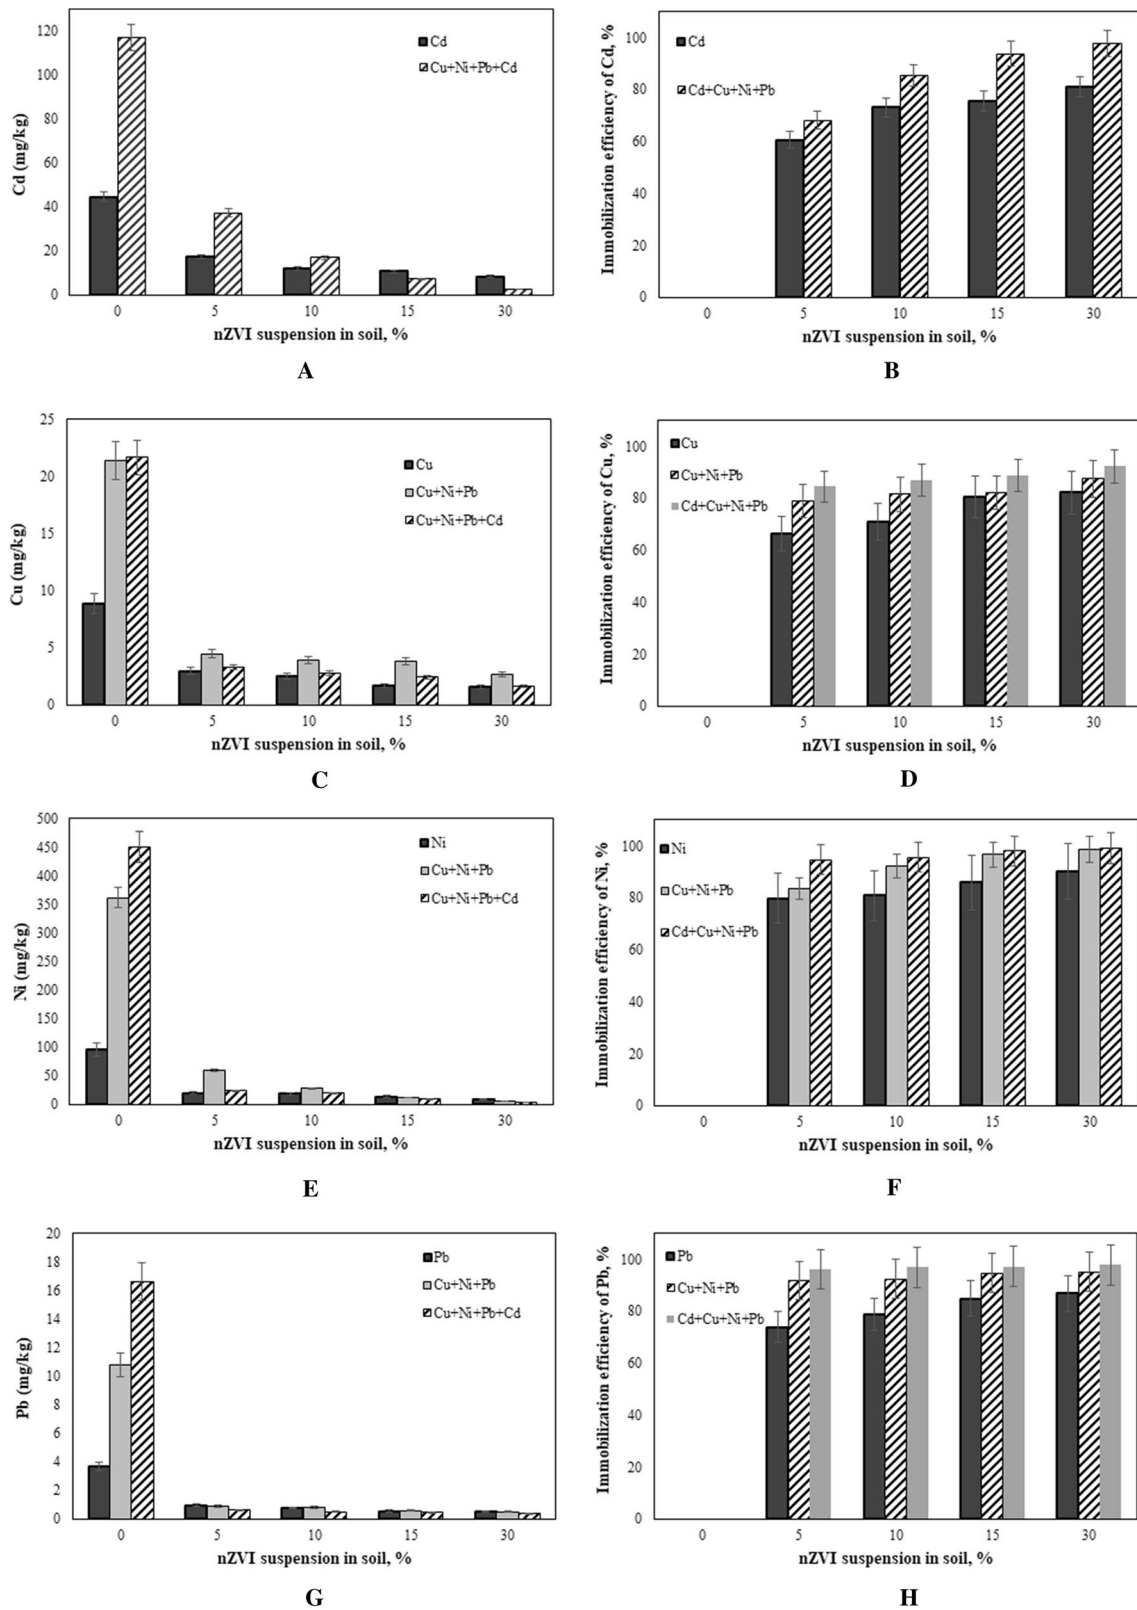 120
100
80
60
40
20
0
Cd (mg/kg)
Cd
Cu+Ni+Pb+Cd
0 5 10 15 30
nZVI suspension in soil, %
A
100
80
60
40
20
0
Immobilization efficiency of Cd, %
Cd
Cd+Cu+Ni+Pb
0 5 10 15 30
nZVI suspension in soil, %
B
25
20
15
10
5
0
Cu (mg/kg)
Cu
Cu+Ni+Pb
Cu+Ni+Pb+Cd
0 5 10 15 30
nZVI suspension in soil, %
C
100
80
60
40
20
0
Immobilization efficiency of Cu, %
Cu
Cu+Ni+Pb
Cd+Cu+Ni+Pb
0 5 10 15 30
nZVI suspension in soil, %
D
500
450
400
350
300
250
200
150
100
50
0
Ni (mg/kg)
Ni
Cu+Ni+Pb
Cu+Ni+Pb+Cd
0 5 10 15 30
nZVI suspension in soil, %
E
100
80
60
40
20
0
Immobilization efficiency of Ni, %
Ni
Cu+Ni+Pb
Cd+Cu+Ni+Pb
0 5 10 15 30
nZVI suspension in soil, %
F
20
18
16
14
12
10
8
6
4
2
0
Pb (mg/kg)
Pb
Cu+Ni+Pb
Cu+Ni+Pb+Cd
0 5 10 15 30
nZVI suspension in soil, %
G
100
80
60
40
20
0
Immobilization efficiency of Pb, %
Pb
Cu+Ni+Pb
Cd+Cu+Ni+Pb
0 5 10 15 30
nZVI suspension in soil, %
H